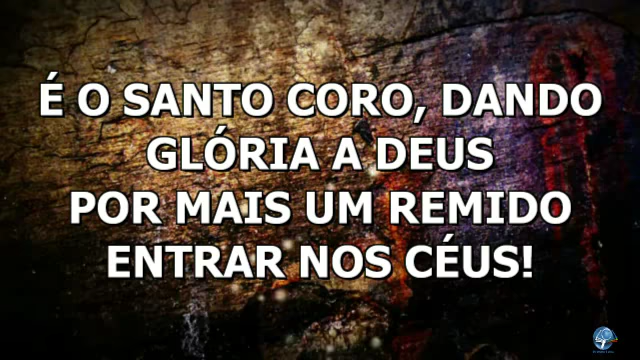 É O SANTO CORO, DANDO
GLÓRIA A DEUS
POR MAIS UM REMIDO
ENTRAR NOS CÉUS!